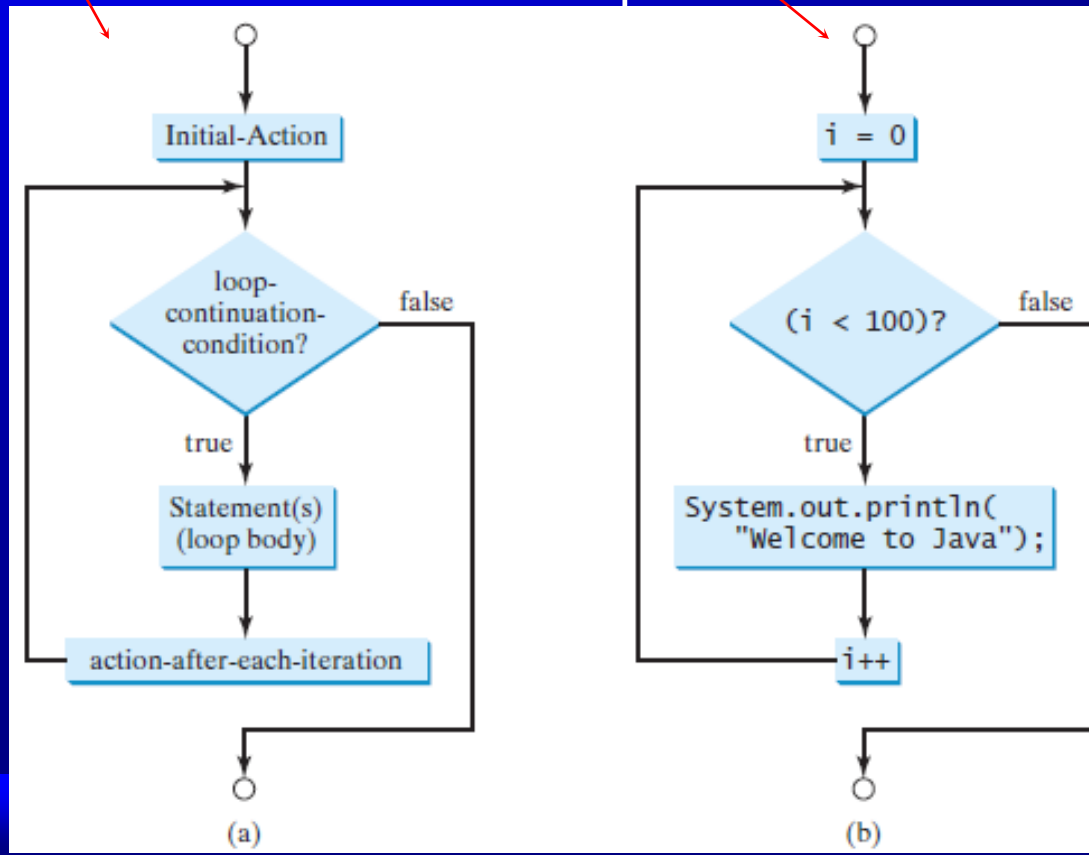 Initial-Action
loop-
continuation-
condition?
false
true
Statement(s)
(loop body)
action-after-each-iteration
(a)
i = 0
(i < 100)?
false
true
System.out.println(
"Welcome to Java");
i++
(b)